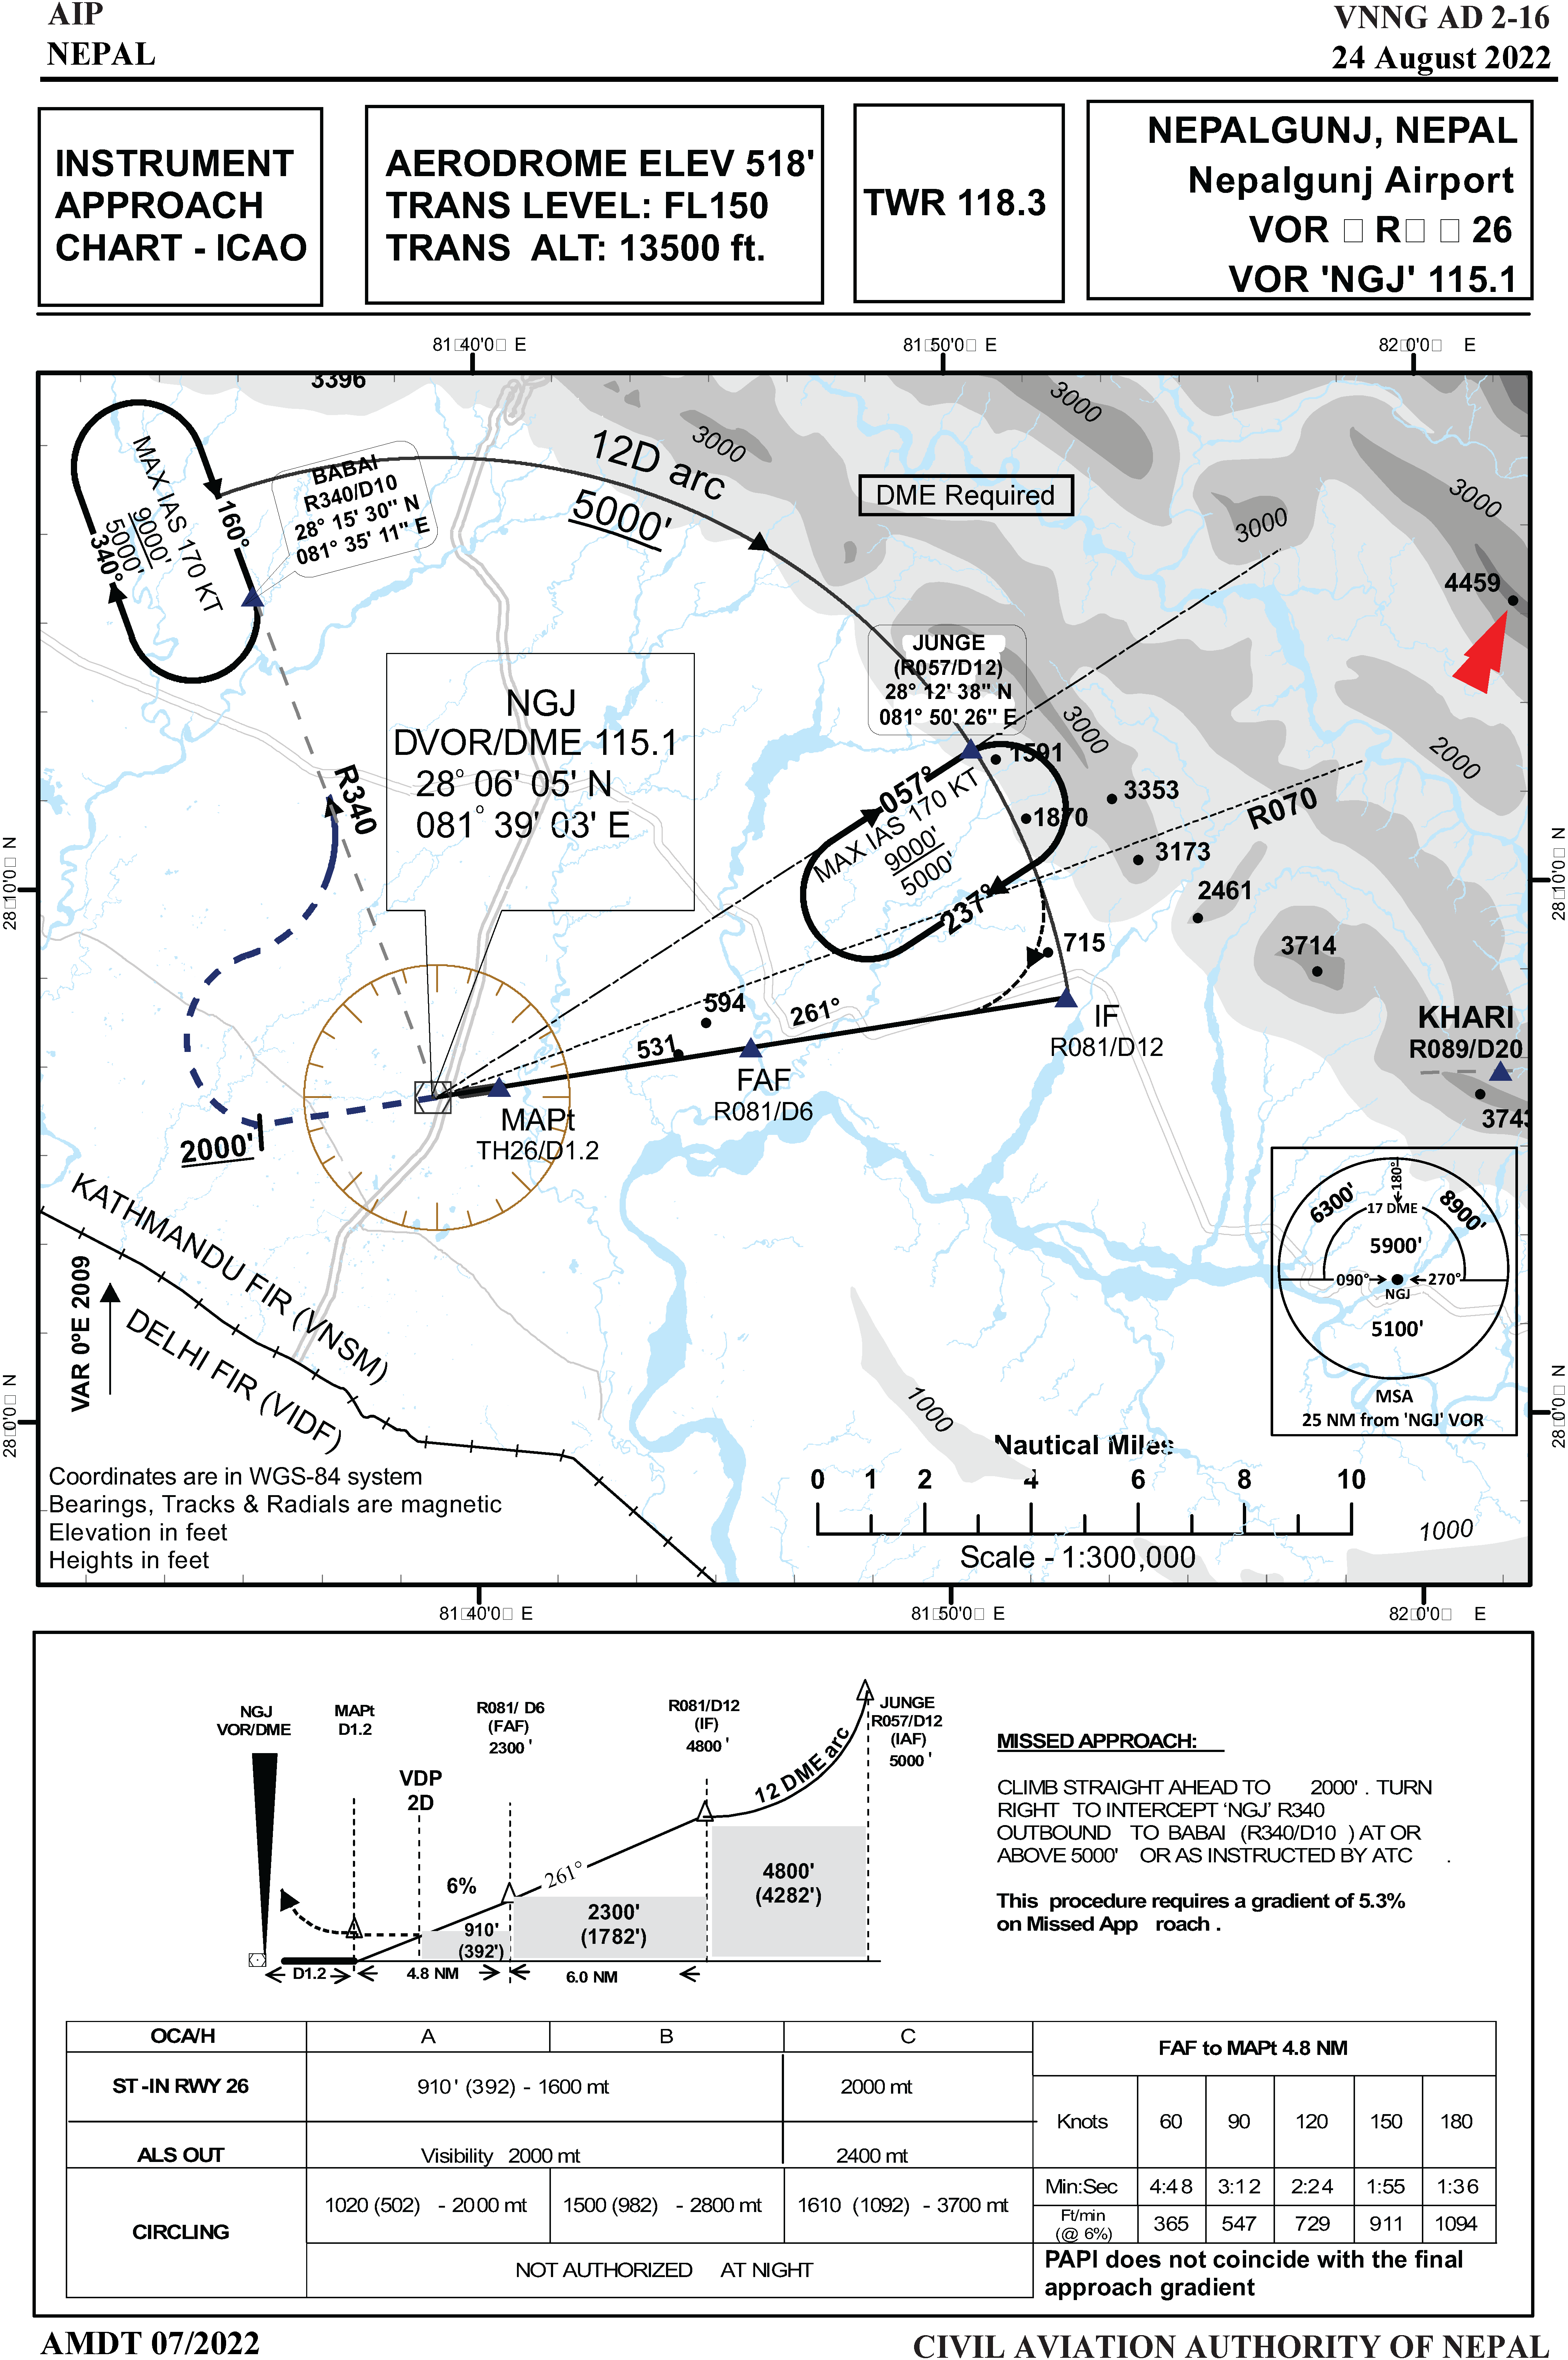 AIP
NEPAL
VNNG AD 2-16
24 August 2022
INSTRUMENT
APPROACH
CHART - ICAO
AERODROME ELEV 518'
TRANS LEVEL: FL150
TRANS ALT: 13500 ft.
TWR 118.3
NEPALGUNJ, NEPAL
Nepalgunj Airport
VOR □ R□ □ 26
VOR 'NGJ' 115.1
81□40'0□ E
81□50'0□ E
82□0'0□ E
3396
12D arc
5000'
3000
3000
3000
3000
DME Required
4459
MAX IAS 170 KT
9000'
5000'
160°
340°
BABAI
R340/D10
28° 15' 30" N
081° 35' 11" E
JUNGE
(R057/D12)
28° 12' 38" N
081° 50' 26" E
NGJ
DVOR/DME 115.1
28° 06' 05' N
081° 39' 03' E
R340
057°
MAX IAS 170 KT
9000'
5000'
237°
1591
1870
3000
3353
3173
2461
2000
R070
715
3714
28□10'0□ N
28□10'0□ N
594
531
261°
IF
R081/D12
KHARI
R089/D20
3743
FAF
R081/D6
MAPt
TH26/D1.2
2000'
KATHMANDU FIR (VNSM)
DELHI FIR (VIDF)
VAR 0°E 2009
6300'
180°
8900'
17 DME
5900'
090°
270°
NGJ
5100'
MSA
25 NM from 'NGJ' VOR
28□0'0□ N
28□0'0□ N
1000
1000
Nautical Miles
0 1 2 4 6 8 10
Scale - 1:300,000
Coordinates are in WGS-84 system
Bearings, Tracks & Radials are magnetic
Elevation in feet
Heights in feet
81□40'0□ E
81□50'0□ E
82□0'0□ E
NGJ
VOR/DME
MAPt
D1.2
VDP
2D
R081/ D6
(FAF)
2300 '
R081/D12
(IF)
4800 '
JUNGE
R057/D12
(IAF)
5000 '
12 DME arc
6%
261°
910'
(392')
2300'
(1782')
4800'
(4282')
D1.2
4.8 NM
6.0 NM
MISSED APPROACH:
CLIMB STRAIGHT AHEAD TO 2000' . TURN
RIGHT TO INTERCEPT ‘NGJ’ R340
OUTBOUND TO BABAI (R340/D10 ) AT OR
ABOVE 5000' OR AS INSTRUCTED BY ATC .
This procedure requires a gradient of 5.3%
on Missed App roach .
OCA/H A B C
ST -IN RWY 26 910' (392) - 1600 mt 2000 mt
ALS OUT Visibility 2000 mt 2400 mt
CIRCLING 1020 (502) - 2000 mt 1500 (982) - 2800 mt 1610 (1092) - 3700 mt
NOT AUTHORIZED AT NIGHT
FAF to MAPt 4.8 NM
Knots 60 90 120 150 180
Min:Sec 4:48 3:12 2:24 1:55 1:36
Ft/min
(@ 6%) 365 547 729 911 1094
PAPI does not coincide with the final
approach gradient
AMDT 07/2022
CIVIL AVIATION AUTHORITY OF NEPAL